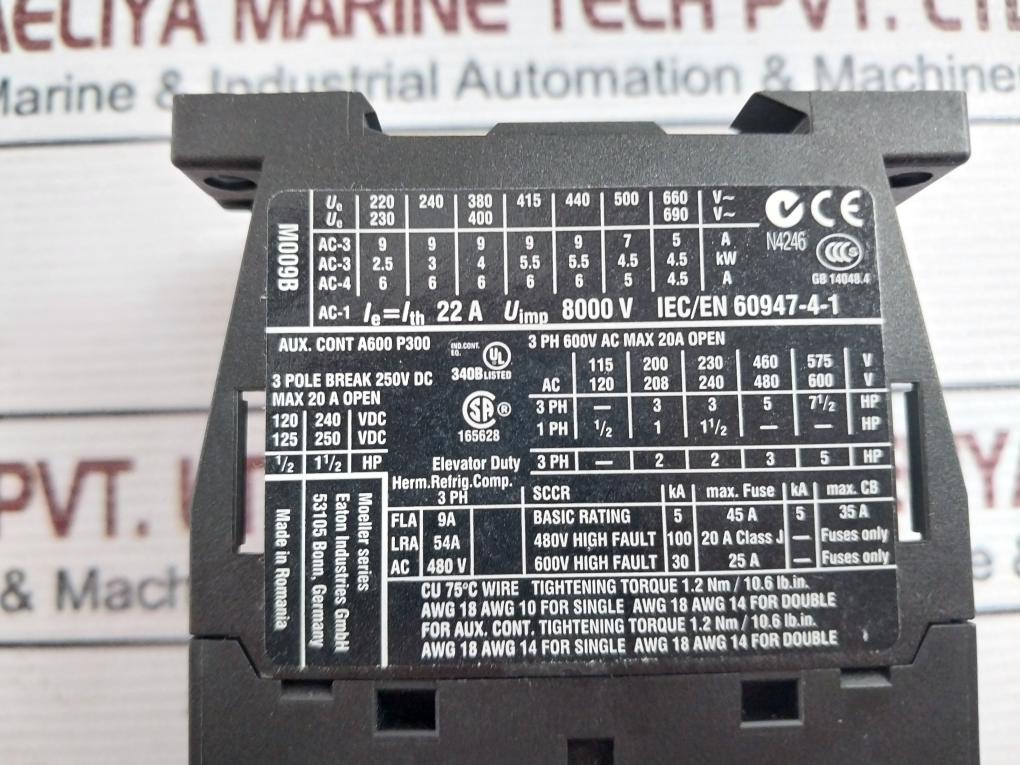 AELIYA MARINE TECH PVT. LTD
Marine & Industrial Automation & Machine
MI009B
Ue 220 240 380 415 440 500 660 V~
Ue 230 400 690 V~
AC-3 9 9 9 9 9 7 5 A
AC-3 2.5 3 4 5.5 5.5 4.5 4.5 kW
AC-4 6 6 6 6 6 5 4.5 A
AC-1 Ie=Ith 22 A Uimp 8000 V IEC/EN 60947-4-1
CE
N4246
CCC S
GB 14048.4
AUX. CONT A600 P300
IND.CONT.
EQ.
UL
340B LISTED
3 POLE BREAK 250V DC
MAX 20 A OPEN
120 240 VDC
125 250 VDC
1/2 1 1/2 HP
SA ®
165628
3 PH 600V AC MAX 20A OPEN
115 200 230 460 575 V
AC 120 208 240 480 600 V
3 PH — 3 3 5 7 1/2 HP
1 PH 1/2 1 1 1/2 — — HP
Elevator Duty 3 PH — 2 2 3 5 HP
Herm.Refrig.Comp.
3 PH
FLA 9A
LRA 54A
AC 480 V
SCCR kA max. Fuse kA max. CB
BASIC RATING 5 45 A 5 35 A
480V HIGH FAULT 100 20 A Class J — Fuses only
600V HIGH FAULT 30 25 A — Fuses only
Moeller series
Eaton Industries GmbH
53105 Bonn, Germany
Made in Romania
CU 75°C WIRE TIGHTENING TORQUE 1.2 Nm / 10.6 lb.in.
AWG 18 AWG 10 FOR SINGLE AWG 18 AWG 14 FOR DOUBLE
FOR AUX. CONT. TIGHTENING TORQUE 1.2 Nm / 10.6 lb.in.
AWG 18 AWG 14 FOR SINGLE AWG 18 AWG 14 FOR DOUBLE
PVT.
& Mach